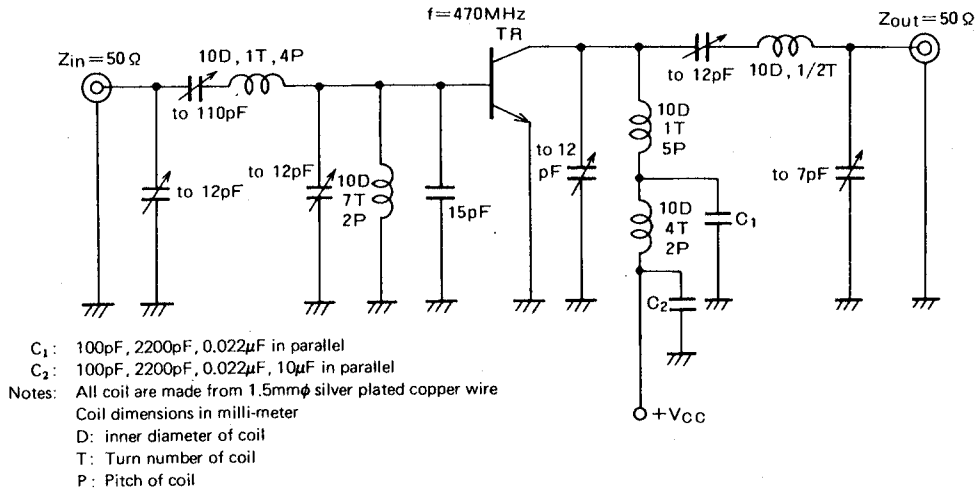 f=470MHz
TR
Zin=50Ω
Zout=50Ω
10D, 1T, 4P
to 110pF
to 12pF
10D, 1/2T
to 12pF
to 12pF
10D
7T
2P
15pF
to 12
pF
10D
1T
5P
10D
4T
2P
C₁
C₂
to 7pF
+VCC
C₁: 100pF, 2200pF, 0.022μF in parallel
C₂: 100pF, 2200pF, 0.022μF, 10μF in parallel
Notes: All coil are made from 1.5mmϕ silver plated copper wire
Coil dimensions in milli-meter
D: inner diameter of coil
T: Turn number of coil
P: Pitch of coil